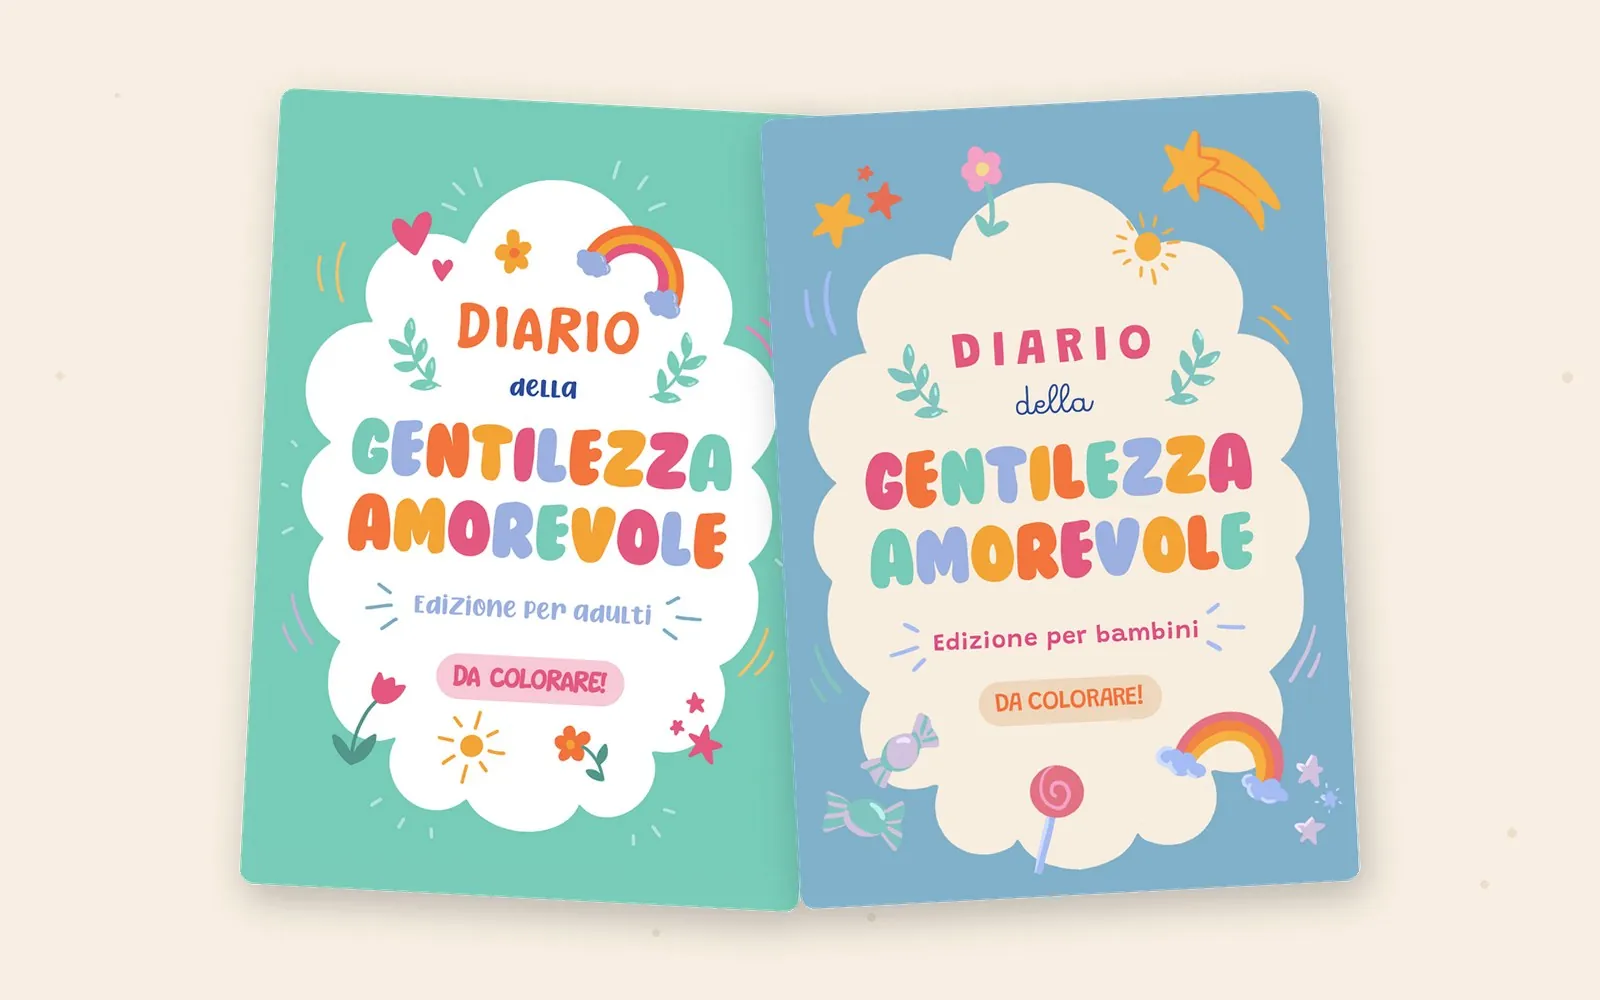 DIARIO
della
GENTILEZZA
AMOREVOLE
Edizione per adulti
DA COLORARE!
DIARIO
della
GENTILEZZA
AMOREVOLE
Edizione per bambini
DA COLORARE!